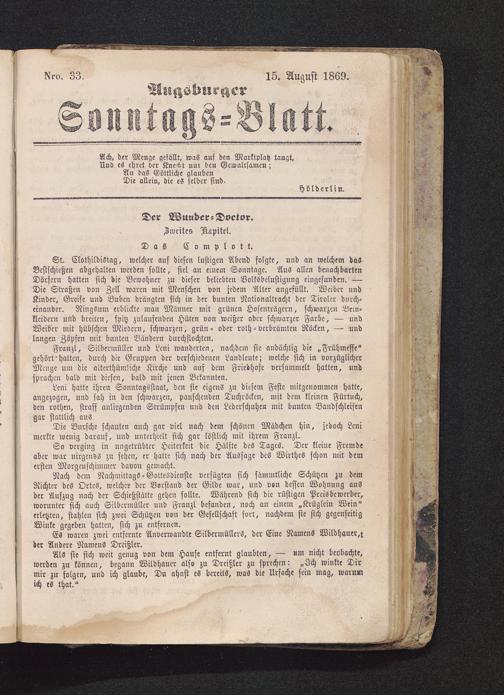 Nro. 33.
15. August 1869.
Augsburger
Sonntags=Blatt.
Ach, der Menge gefällt, was auf den Marktplatz taugt,
Und es ehret der Knecht nur den Gewaltsamen;
An das Göttliche glauben
Die allein, die es selber sind.
Hölderlin.
Der Wunder=Doctor.
Zweites Kapitel.
Das Complott.
St. Clothildistag, welcher auf diesen lustigen Abend folgte, und an welchem das
Bestschießen abgehalten werden sollte, fiel an einem Sonntage. Aus allen benachbarten
Dörfern hatten sich die Bewohner zu dieser beliebten Volksbelustigung eingefunden. —
Die Straßen von Zell waren mit Menschen von jedem Alter angefüllt. Weiber und
Kinder, Greise und Buben drängten sich in der bunten Nationaltracht der Tiroler durch-
einander. Ringsum erblickte man Männer mit grünen Hosenträgern, schwarzen Bein-
kleidern und breiten, spitz zulaufenden Hüten von weißer oder schwarzer Farbe, — und
Weiber mit hübschen Miedern, schwarzen, grün= oder roth=verbrämten Röcken, — und
langen Zöpfen mit bunten Bändern durchflochten.
Franzl, Silbermüller und Leni wanderten, nachdem sie andächtig die „Frühmesse“
gehört hatten, durch die Gruppen der verschiedenen Landleute; welche sich in vorzüglicher
Menge um die alterthümliche Kirche und auf dem Friedhofe versammelt hatten, und
sprachen bald mit diesen, bald mit jenen Bekannten.
Leni hatte ihren Sonntagsstaat, den sie eigens zu diesem Feste mitgenommen hatte,
angezogen, und sah in den schwarzen, pauschenden Tuchröcken, mit dem kleinen Fürtuch,
den rothen, straff anliegenden Strümpfen und den Lederschuhen mit bunten Bandschleifen
gar stattlich aus.
Die Bursche schauten auch gar viel nach dem schönen Mädchen hin, jedoch Leni
merkte wenig darauf, und unterhielt sich gar köstlich mit ihrem Franzl.
So verging in ungetrübter Heiterkeit die Hälfte des Tages. Der kleine Fremde
aber war nirgends zu sehen, er hatte sich nach der Aussage des Wirthes schon mit dem
ersten Morgenschimmer davon gemacht.
Nach dem Nachmittags=Gottesdienste verfügten sich sämmtliche Schützen zu dem
Richter des Ortes, welcher der Vorstand der Gilde war, und von dessen Wohnung aus
der Aufzug nach der Schießstätte gehen sollte. Während sich die rüstigen Preisbewerber,
worunter sich auch Silbermüller und Franzl befanden, noch an einem „Krüglein Wein“
erletzten, stahlen sich zwei Schützen von der Gesellschaft fort, nachdem sie sich gegenseitig
Winke gegeben hatten, sich zu entfernen.
Es waren zwei entfernte Anverwandte Silbermüllers, der Eine Namens Wildhauer,
der Andere Namens Dreißler.
Als sie sich weit genug von dem Hause entfernt glaubten, — um nicht beobachtet,
werden zu können, begann Wildhauer also zu Dreißler zu sprechen: „Ich winkte Dir
mir zu folgen, und ich glaube, Du ahnst es bereits, was die Ursache sein mag, warum
ich es that.“